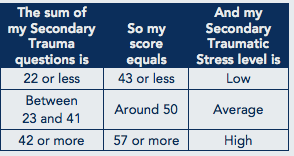 The sum of
my Secondary
Trauma
questions is
So my
score
equals
And my
Secondary
Traumatic
Stress level is
22 or less
43 or less
Low
Between
23 and 41
Around 50
Average
42 or more
57 or more
High